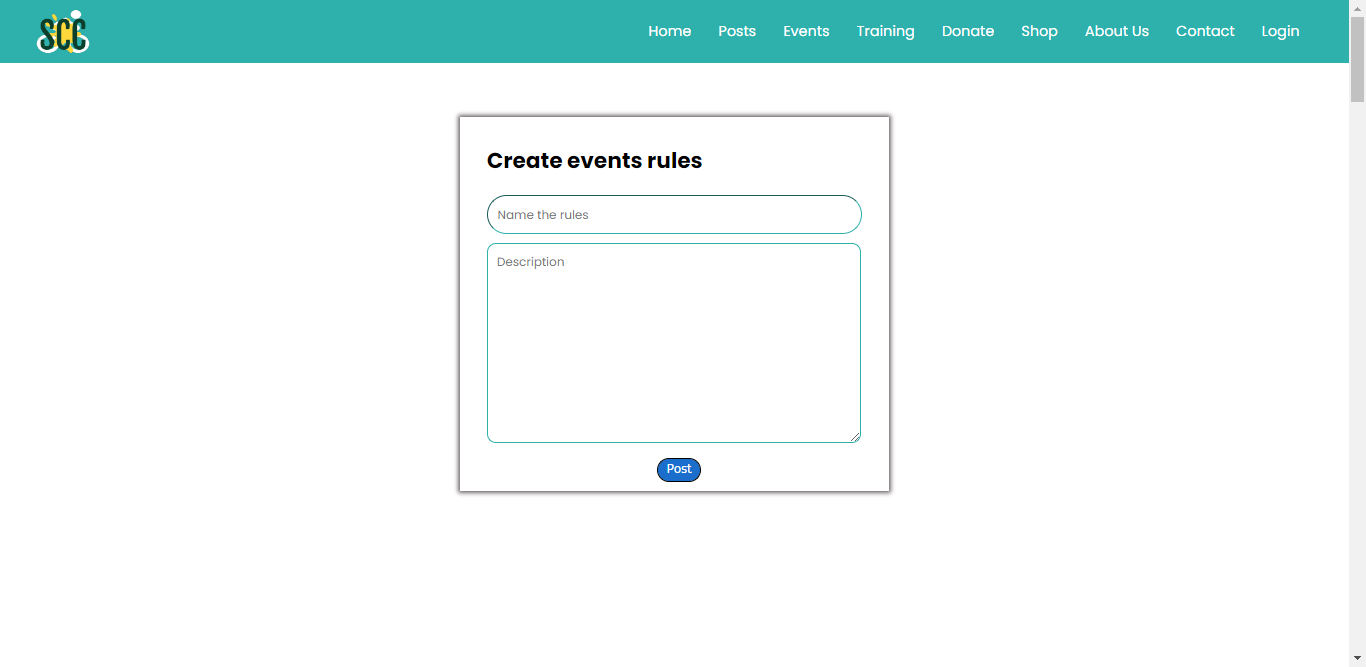 SCC
Home Posts Events Training Donate Shop About Us Contact Login
Create events rules
Name the rules
Description
Post